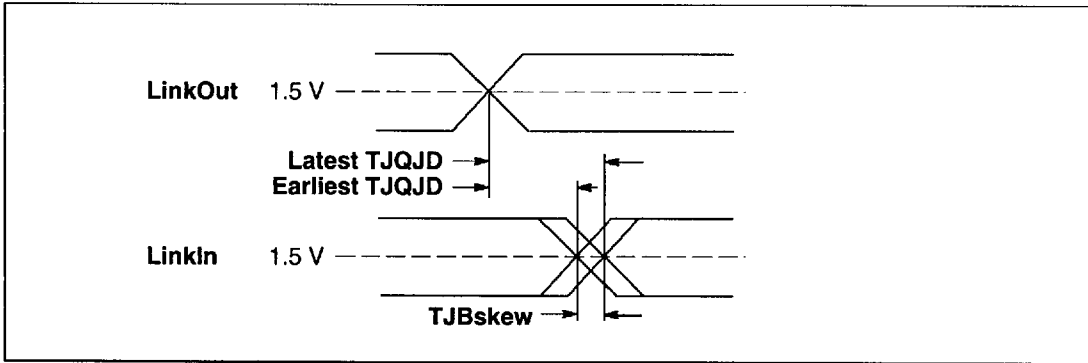 LinkOut 1.5 V
Latest TJQJD
Earliest TJQJD
LinkIn 1.5 V
TJBskew